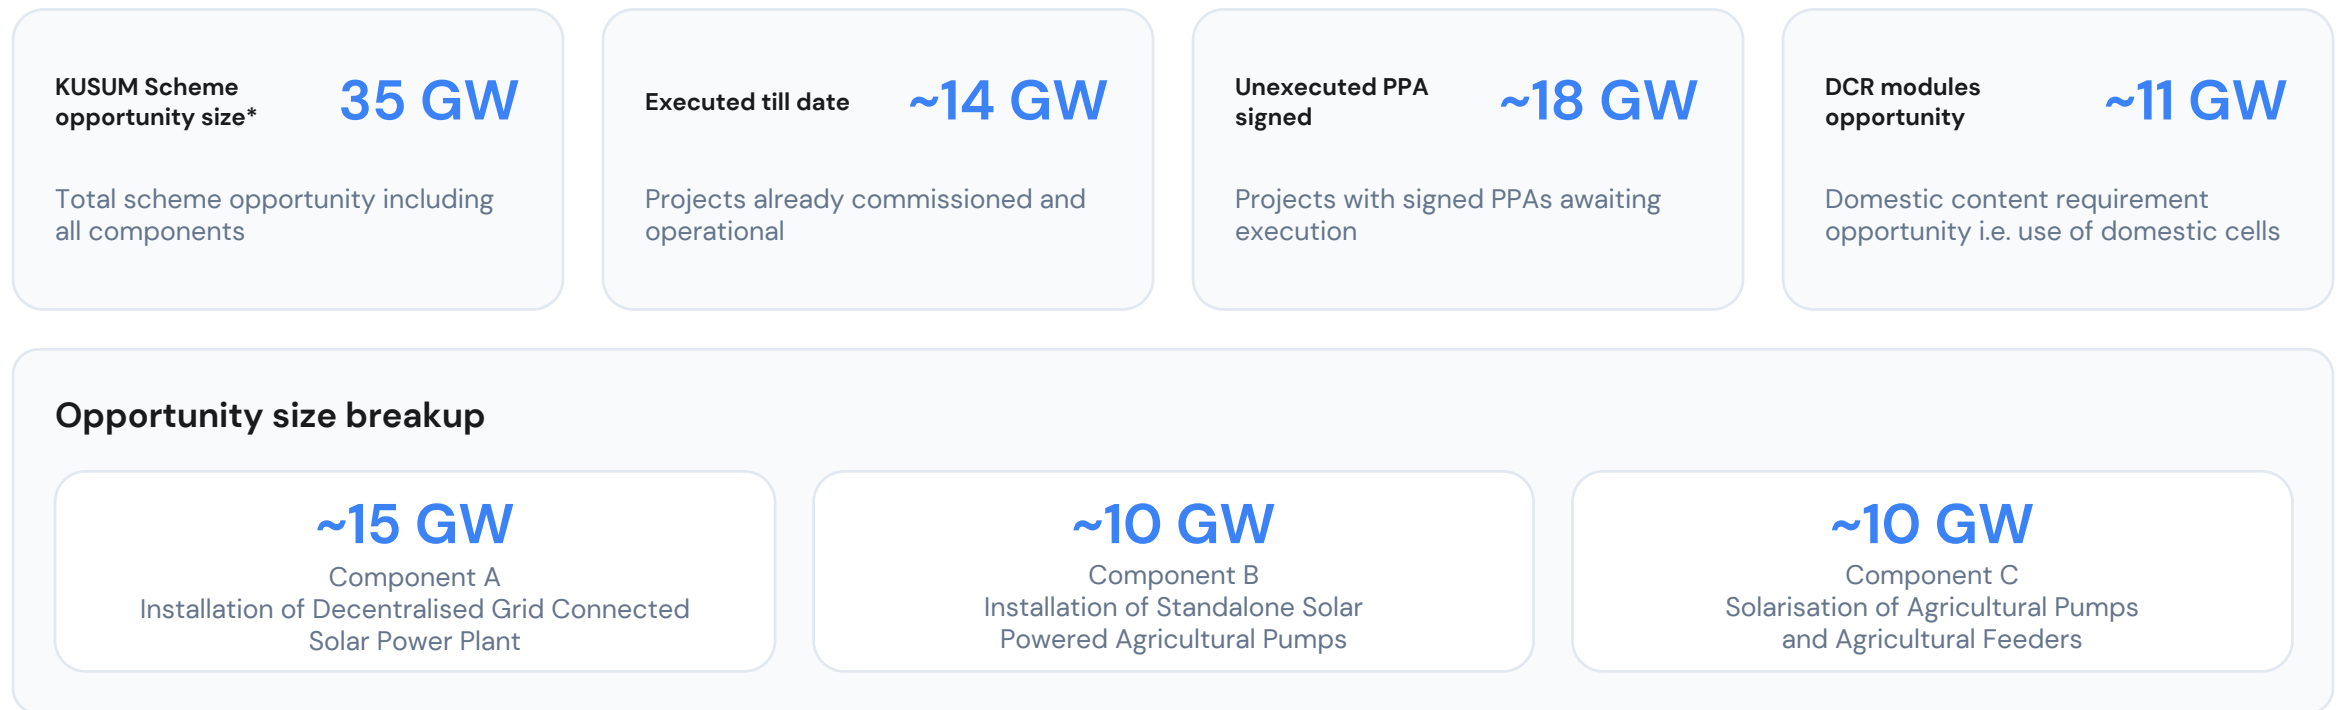 KUSUM Scheme
opportunity size*
35 GW
Total scheme opportunity including
all components
Executed till date
~14 GW
Projects already commissioned and
operational
Unexecuted PPA
signed
~18 GW
Projects with signed PPAs awaiting
execution
DCR modules
opportunity
~11 GW
Domestic content requirement
opportunity i.e. use of domestic cells
Opportunity size breakup
~15 GW
Component A
Installation of Decentralised Grid Connected
Solar Power Plant
~10 GW
Component B
Installation of Standalone Solar
Powered Agricultural Pumps
~10 GW
Component C
Solarisation of Agricultural Pumps
and Agricultural Feeders